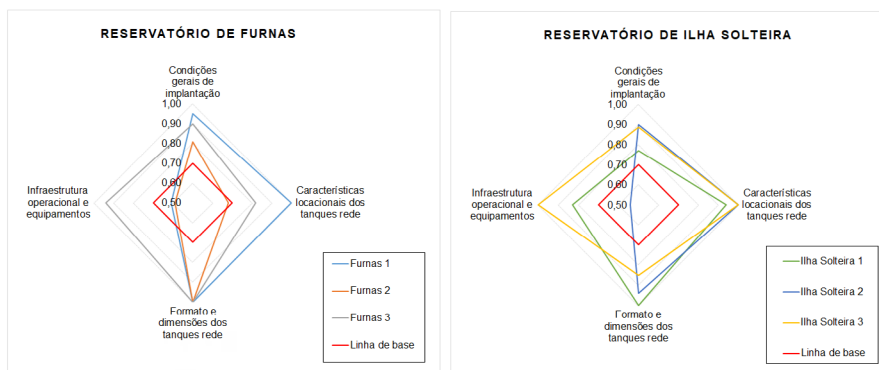 RESERVATÓRIO DE FURNAS
Condições
gerais de
implantação
1,00
0,90
0,80
0,70
0,60
0,50
Infraestrutura
operacional e
equipamentos
Características
locacionais dos
tanques rede
Formato e
dimensões dos
tanques rede
Furnas 1
Furnas 2
Furnas 3
Linha de base
RESERVATÓRIO DE ILHA SOLTEIRA
Condições
gerais de
implantação
1,00
0,90
0,80
0,70
0,60
0,50
Infraestrutura
operacional e
equipamentos
Características
locacionais dos
tanques rede
Formato e
dimensões dos
tanques rede
Ilha Solteira 1
Ilha Solteira 2
Ilha Solteira 3
Linha de base